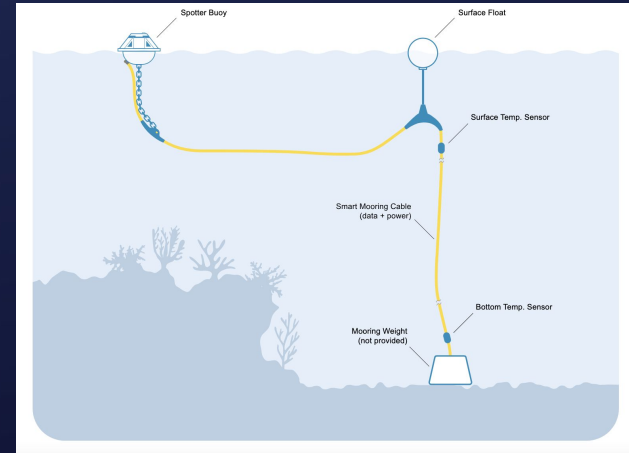 Spotter Buoy
Surface Float
Surface Temp. Sensor
Smart Mooring Cable
(data + power)
Bottom Temp. Sensor
Mooring Weight
(not provided)